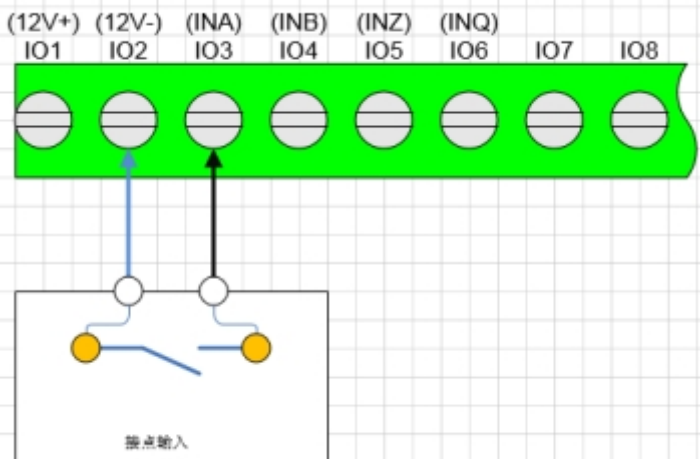 (12V+) (12V-) (INA) (INB) (INZ) (INQ)
IO1 IO2 IO3 IO4 IO5 IO6 IO7 IO8
接点输入